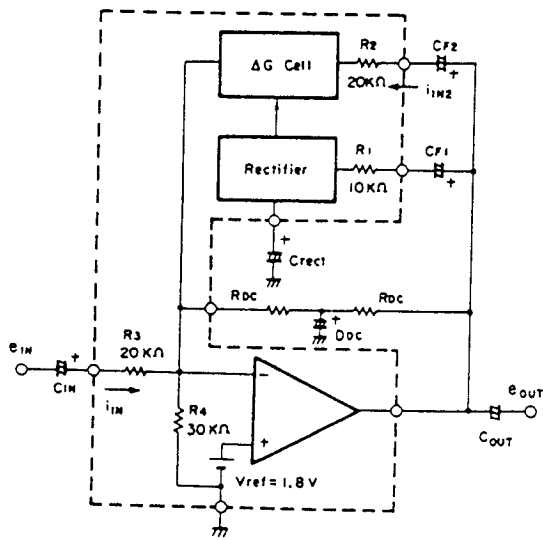 ΔG Cell
R2
20KΩ
CF2
+
iIN2
Rectifier
R1
10KΩ
CF1
+
+
Crect
RDC
RDC
+
DDC
eIN
+
CIN
R3
20KΩ
iIN
R4
30KΩ
−
+
Vref = 1.8V
eOUT
COUT